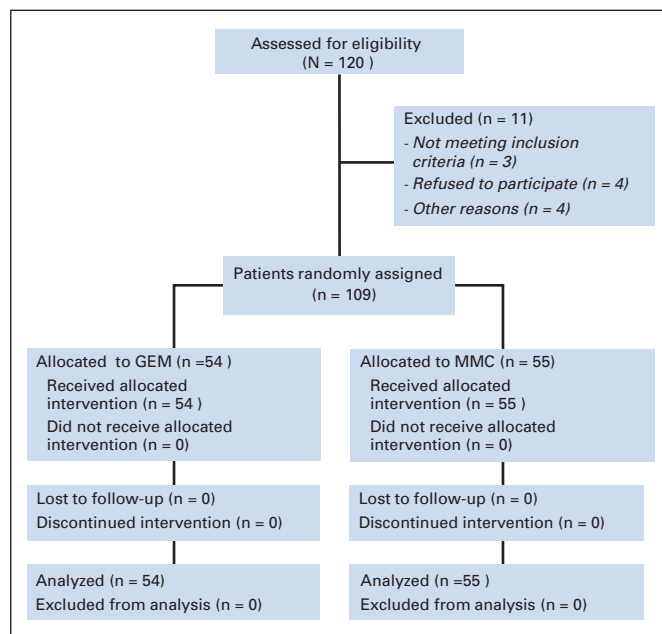 Assessed for eligibility
(N = 120 )
Excluded (n = 11)
- Not meeting inclusion
criteria (n = 3)
- Refused to participate (n = 4)
- Other reasons (n = 4)
Patients randomly assigned
(n = 109)
Allocated to GEM (n =54 )
Received allocated
intervention (n = 54 )
Did not receive allocated
intervention (n = 0)
Allocated to MMC (n = 55)
Received allocated
intervention (n = 55 )
Did not receive allocated
intervention (n = 0)
Lost to follow-up (n = 0)
Discontinued intervention (n = 0)
Lost to follow-up (n = 0)
Discontinued intervention (n = 0)
Analyzed (n = 54)
Excluded from analysis (n = 0)
Analyzed (n =55 )
Excluded from analysis (n = 0)